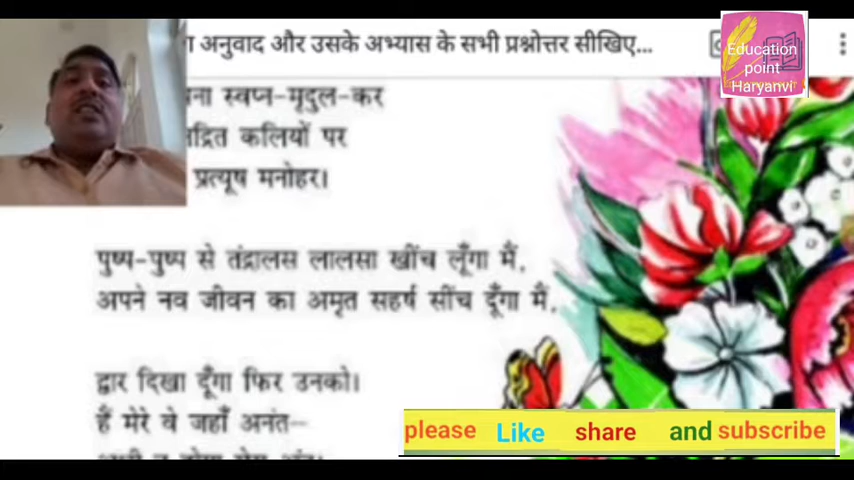 अनुवाद और उसके अभ्यास के सभी प्रश्नोत्तर सीखिए...
Education
point
Haryanvi
स्वप्न-मृदुल-कर
कलियों पर
प्रत्यूष मनोहर।
पुष्प-पुष्प से तंद्रालस लालसा खींच लूँगा मैं,
अपने नव जीवन का अमृत सहर्ष सींच दूँगा मैं,
द्वार दिखा दूँगा फिर उनको।
हैं मेरे वे जहाँ अनंत--
please Like share and subscribe